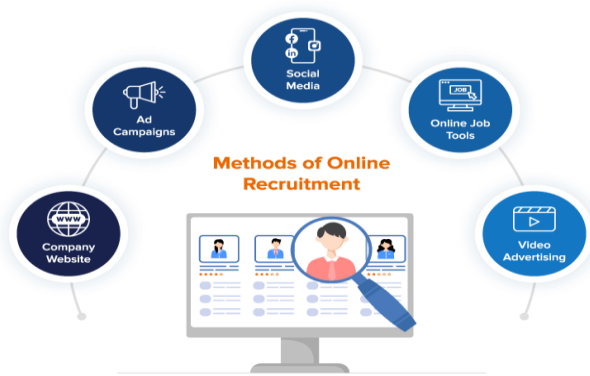 Social
Media
Ad
Campaigns
JOB
Online Job
Tools
Methods of Online
Recruitment
WWW
Company
Website
Video
Advertising